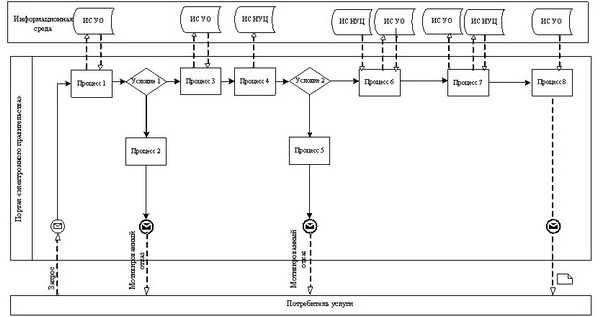 Информационная
среда
ИС УО
ИС УО
ИС НУЦ
ИС НУЦ
ИС УО
ИС УО
ИС НУЦ
ИС УО
Портал «электронного правительства»
Процесс 1
Условие 1
Процесс 3
Процесс 4
Условие 2
Процесс 6
Процесс 7
Процесс 8
Процесс 2
Процесс 5
Запрос
Мотивированный
отказ
Мотивированный
отказ
Потребитель услуги